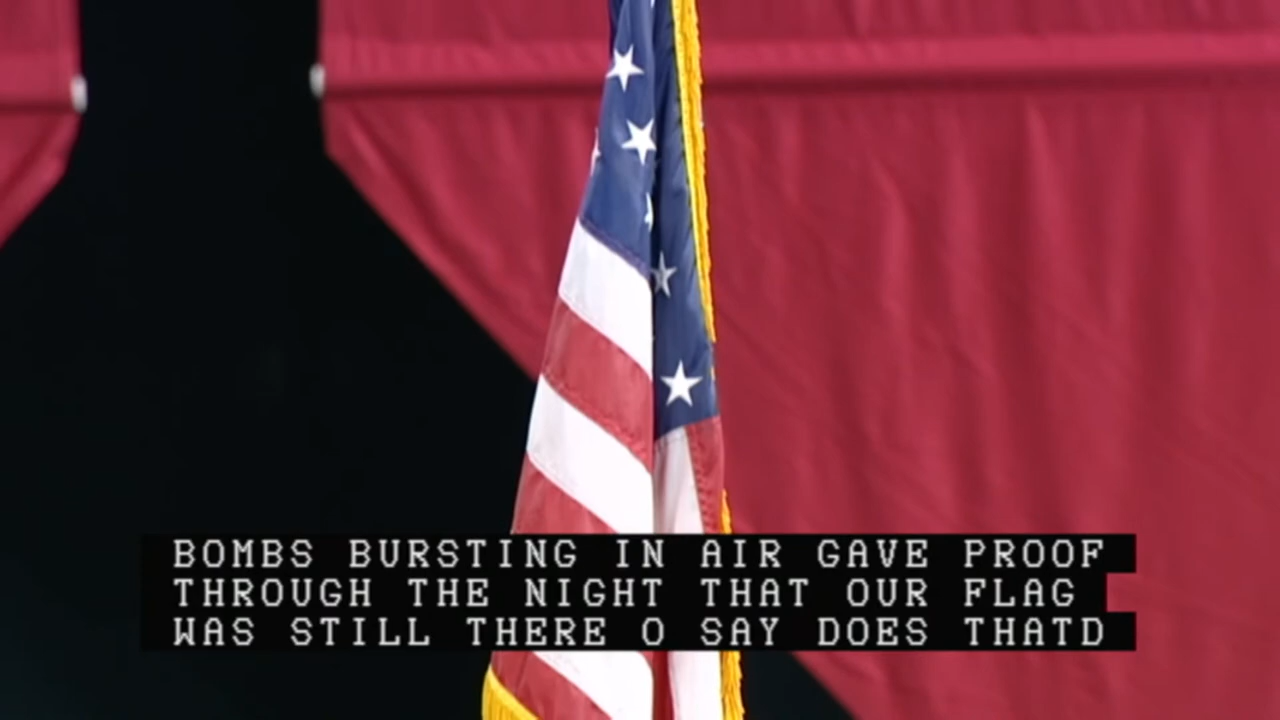 BOMBS BURSTING IN AIR GAVE PROOF
THROUGH THE NIGHT THAT OUR FLAG
WAS STILL THERE O SAY DOES THATD